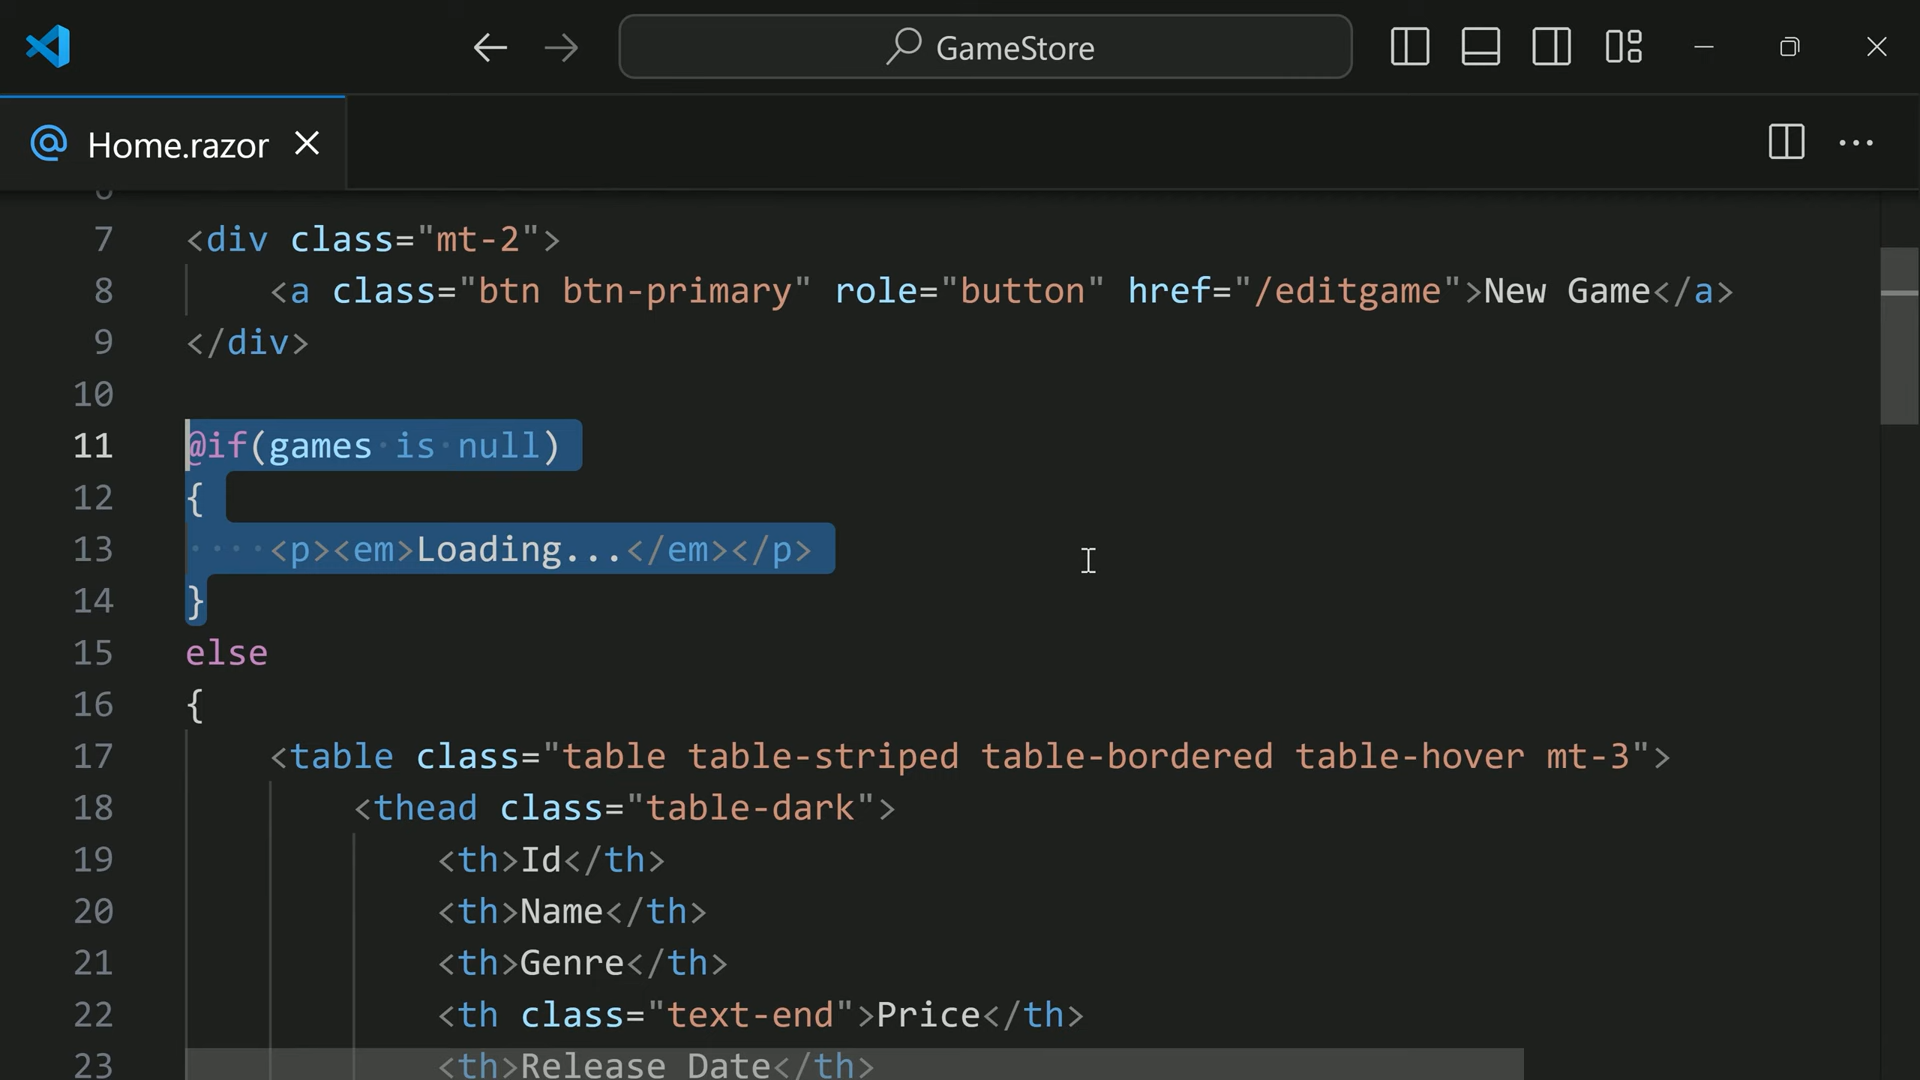 GameStore
Home.razor
7 <div class="mt-2">
8 <a class="btn btn-primary" role="button" href="/editgame">New Game</a>
9 </div>
10
11 @if(games is null)
12 {
13 <p><em>Loading...</em></p>
14 }
15 else
16 {
17 <table class="table table-striped table-bordered table-hover mt-3">
18 <thead class="table-dark">
19 <th>Id</th>
20 <th>Name</th>
21 <th>Genre</th>
22 <th class="text-end">Price</th>
23 <th>Release Date</th>